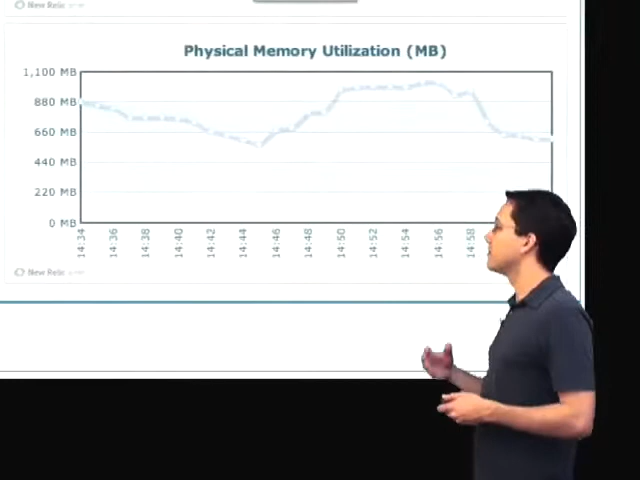 New Relic
Physical Memory Utilization (MB)
1,100 MB
880 MB
660 MB
440 MB
220 MB
0 MB
14:34
14:36
14:38
14:40
14:42
14:44
14:46
14:48
14:50
14:52
14:54
14:56
14:58
New Relic